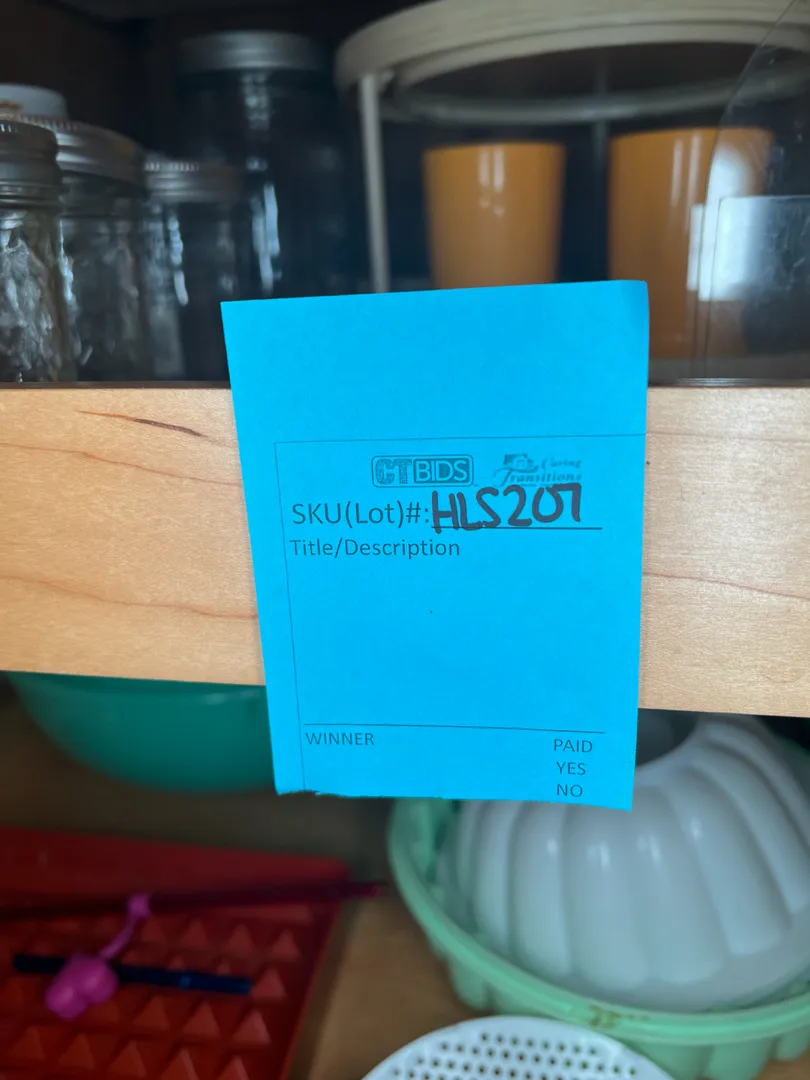 CTBIDS
Caring
Transitions
SKU(Lot)#: HLS207
Title/Description
WINNER
PAID
YES
NO